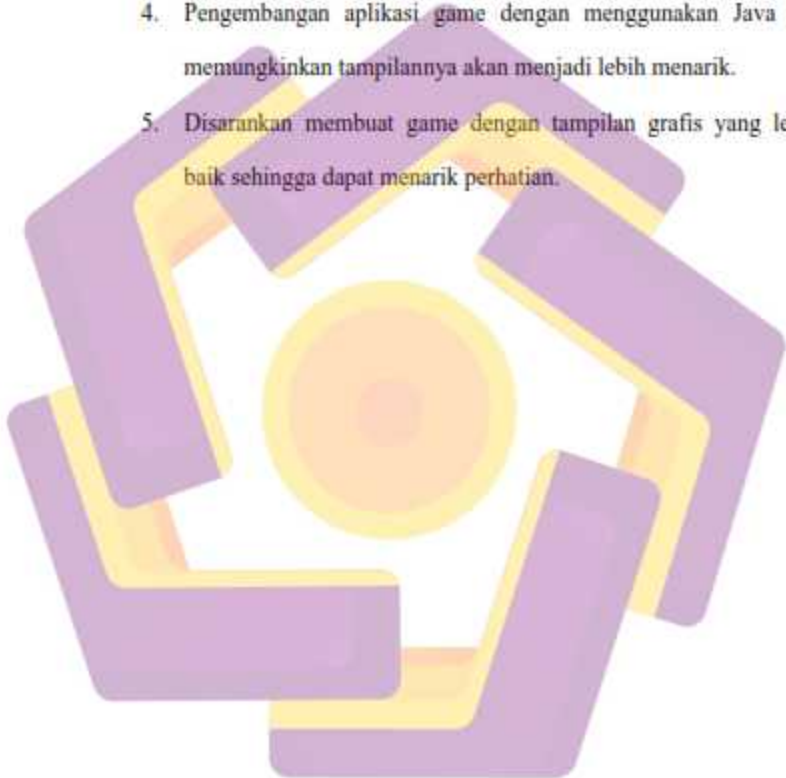 4. Pengembangan aplikasi game dengan menggunakan Java
memungkinkan tampilannya akan menjadi lebih menarik.
5. Disarankan membuat game dengan tampilan grafis yang le
baik sehingga dapat menarik perhatian.